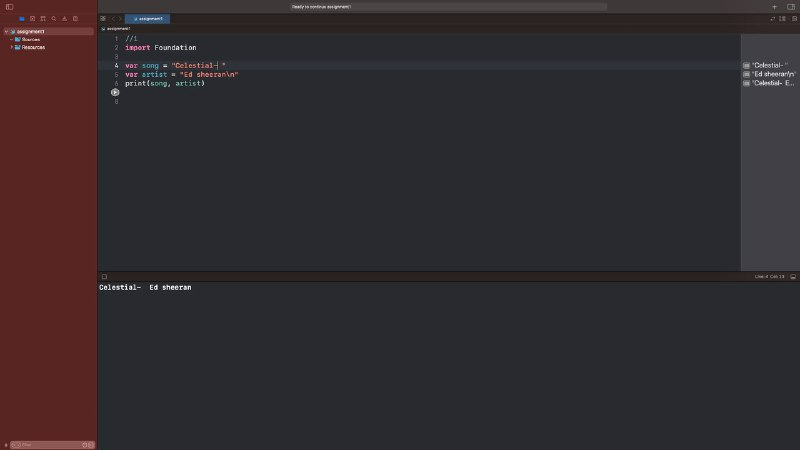 Ready to continue assignment1
assignment1
assignment1
assignment1
Sources
Resources
1 //1
2 import Foundation
3
4 var song = "Celestial- "
5 var artist = "Ed sheeran\n"
6 print(song, artist)
8
"Celestial- "
"Ed sheeran\n"
"Celestial-  E...
Line: 4 Col: 13
Celestial-  Ed sheeran
Filter